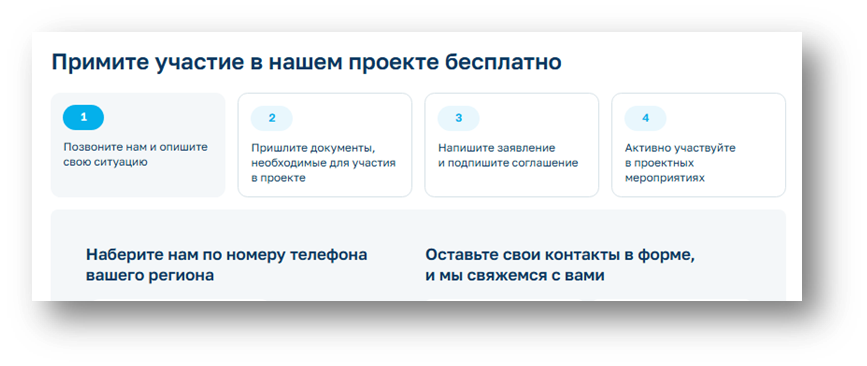 Примите участие в нашем проекте бесплатно
1
Позвоните нам и опишите
свою ситуацию
2
Пришлите документы,
необходимые для участия
в проекте
3
Напишите заявление
и подпишите соглашение
4
Активно участвуйте
в проектных
мероприятиях
Наберите нам по номеру телефона
вашего региона
Оставьте свои контакты в форме,
и мы свяжемся с вами